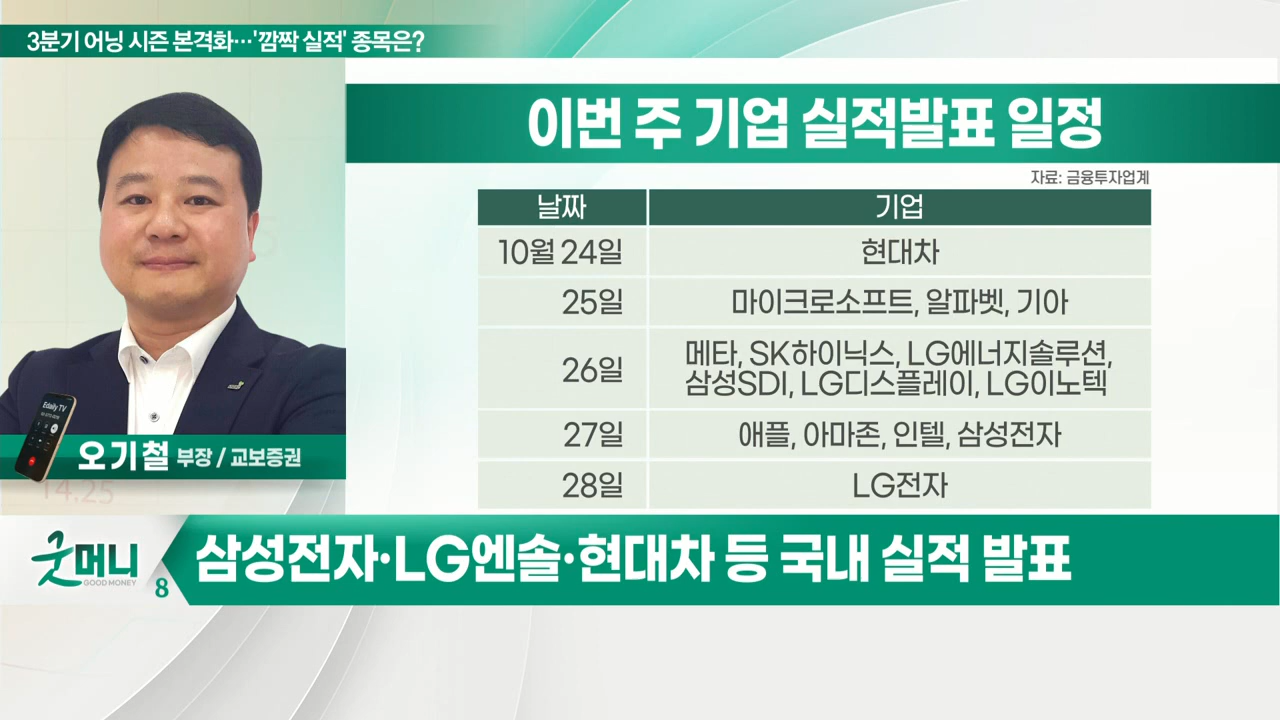 3분기 어닝 시즌 본격화…'깜짝 실적' 종목은?
이번 주 기업 실적발표 일정
자료: 금융투자업계
날짜 기업
10월 24일 현대차
25일 마이크로소프트, 알파벳, 기아
26일 메타, SK하이닉스, LG에너지솔루션,
삼성SDI, LG디스플레이, LG이노텍
27일 애플, 아마존, 인텔, 삼성전자
28일 LG전자
Edaily TV
오기철 부장 / 교보증권
14.25
굿머니
GOOD MONEY
8
삼성전자·LG엔솔·현대차 등 국내 실적 발표